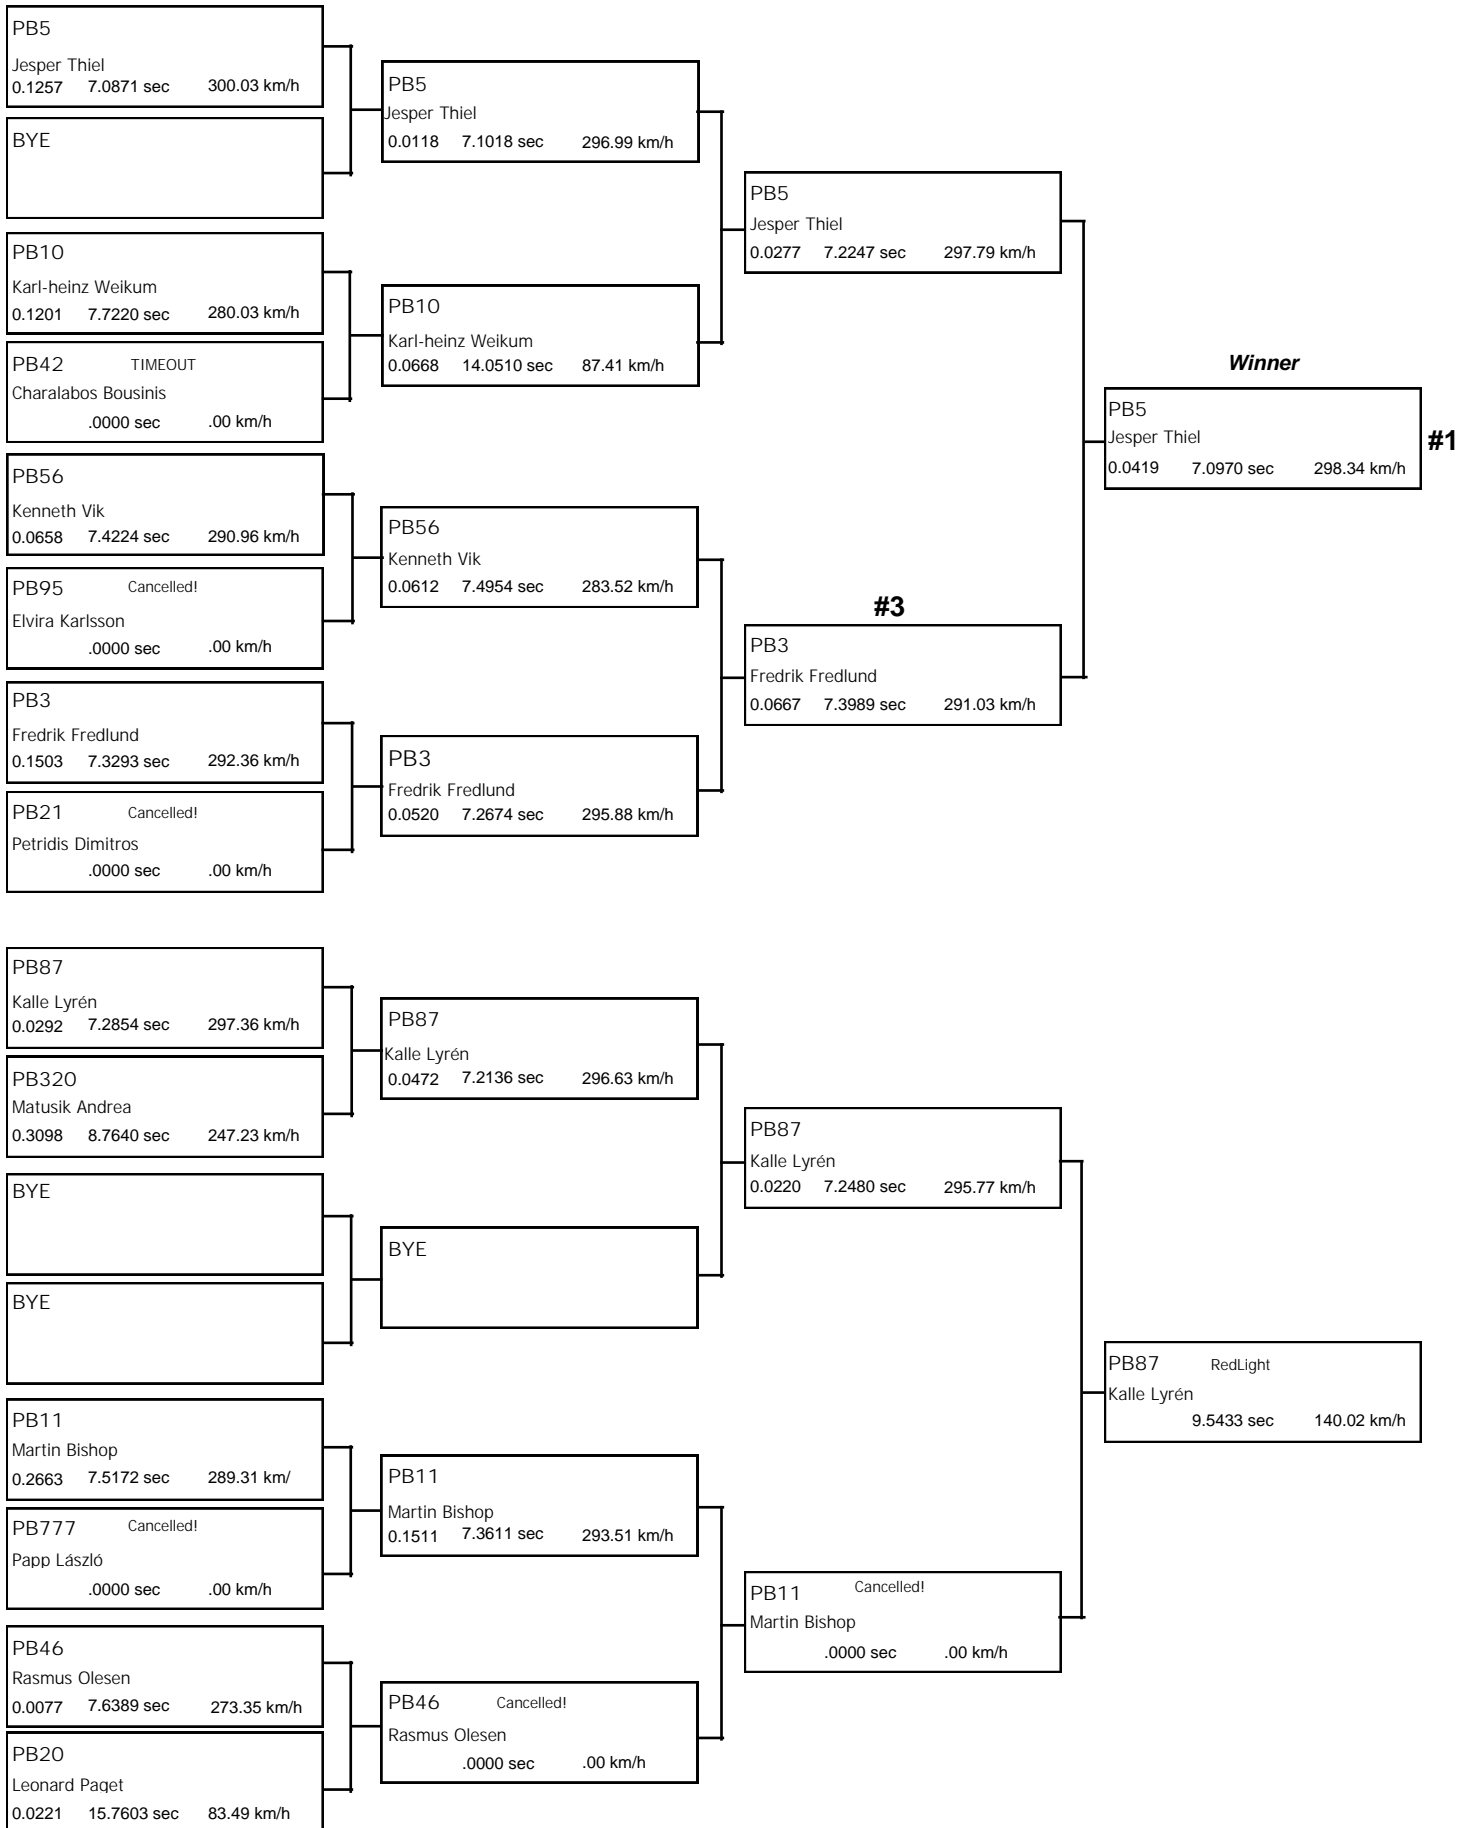 PB5
Jesper Thiel
0.1257 7.0871 sec 300.03 km/h
BYE
PB10
Karl-heinz Weikum
0.1201 7.7220 sec 280.03 km/h
PB42 TIMEOUT
Charalabos Bousinis
.0000 sec .00 km/h
PB56
Kenneth Vik
0.0658 7.4224 sec 290.96 km/h
PB95 Cancelled!
Elvira Karlsson
.0000 sec .00 km/h
PB3
Fredrik Fredlund
0.1503 7.3293 sec 292.36 km/h
PB21 Cancelled!
Petridis Dimitros
.0000 sec .00 km/h
PB87
Kalle Lyrén
0.0292 7.2854 sec 297.36 km/h
PB320
Matusik Andrea
0.3098 8.7640 sec 247.23 km/h
BYE
BYE
PB11
Martin Bishop
0.2663 7.5172 sec 289.31 km/
PB777 Cancelled!
Papp László
.0000 sec .00 km/h
PB46
Rasmus Olesen
0.0077 7.6389 sec 273.35 km/h
PB20
Leonard Paget
0.0221 15.7603 sec 83.49 km/h
PB5
Jesper Thiel
0.0118 7.1018 sec 296.99 km/h
PB10
Karl-heinz Weikum
0.0668 14.0510 sec 87.41 km/h
PB56
Kenneth Vik
0.0612 7.4954 sec 283.52 km/h
PB3
Fredrik Fredlund
0.0520 7.2674 sec 295.88 km/h
PB87
Kalle Lyrén
0.0472 7.2136 sec 296.63 km/h
BYE
PB11
Martin Bishop
0.1511 7.3611 sec 293.51 km/h
PB46 Cancelled!
Rasmus Olesen
.0000 sec .00 km/h
PB5
Jesper Thiel
0.0277 7.2247 sec 297.79 km/h
#3
PB3
Fredrik Fredlund
0.0667 7.3989 sec 291.03 km/h
PB87
Kalle Lyrén
0.0220 7.2480 sec 295.77 km/h
PB11 Cancelled!
Martin Bishop
.0000 sec .00 km/h
Winner
PB5
Jesper Thiel
0.0419 7.0970 sec 298.34 km/h
#1
PB87 RedLight
Kalle Lyrén
9.5433 sec 140.02 km/h